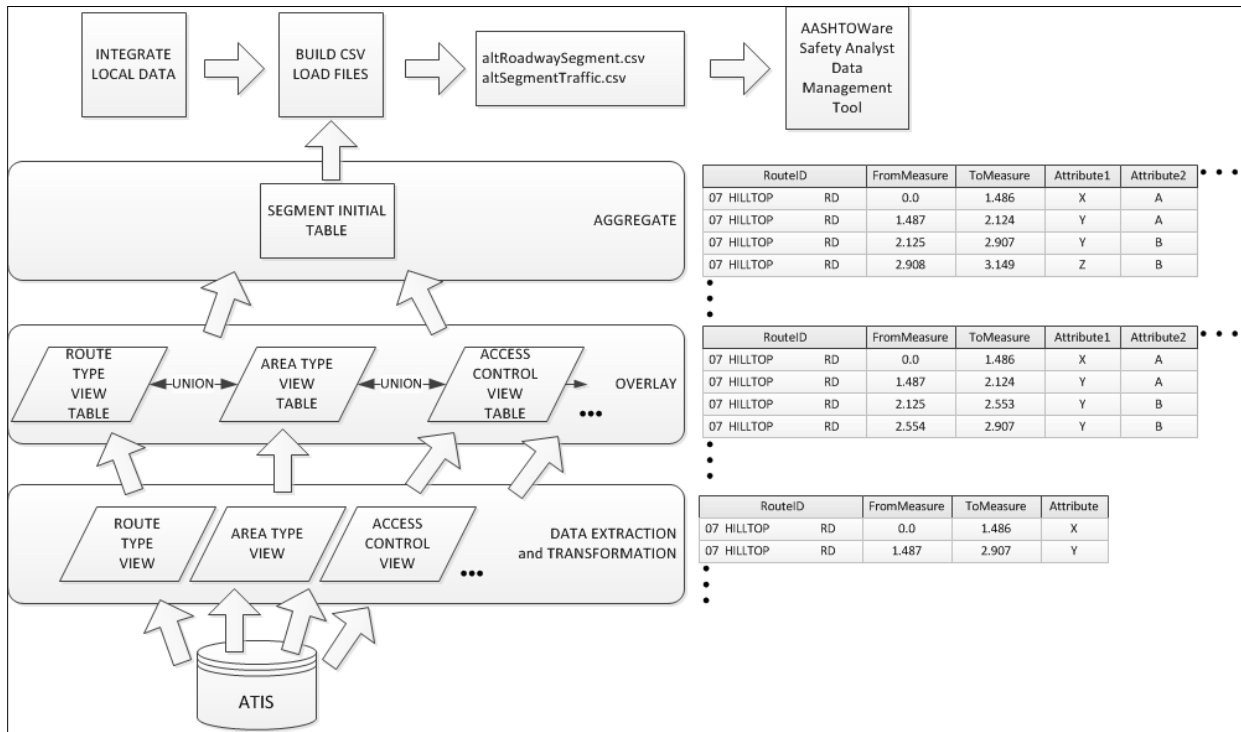 INTEGRATE
LOCAL DATA
BUILD CSV
LOAD FILES
altRoadwaySegment.csv
altSegmentTraffic.csv
AASHTOWare
Safety Analyst
Data
Management
Tool
SEGMENT INITIAL
TABLE
AGGREGATE
RouteID FromMeasure ToMeasure Attribute1 Attribute2
07 HILLTOP RD 0.0 1.486 X A
07 HILLTOP RD 1.487 2.124 Y A
07 HILLTOP RD 2.125 2.907 Y B
07 HILLTOP RD 2.908 3.149 Z B
ROUTE
TYPE
VIEW
TABLE
UNION
AREA TYPE
VIEW
TABLE
UNION
ACCESS
CONTROL
VIEW
TABLE
...
OVERLAY
RouteID FromMeasure ToMeasure Attribute1 Attribute2
07 HILLTOP RD 0.0 1.486 X A
07 HILLTOP RD 1.487 2.124 Y A
07 HILLTOP RD 2.125 2.553 Y B
07 HILLTOP RD 2.554 2.907 Y B
ROUTE
TYPE
VIEW
AREA TYPE
VIEW
ACCESS
CONTROL
VIEW
...
DATA EXTRACTION
and TRANSFORMATION
RouteID FromMeasure ToMeasure Attribute
07 HILLTOP RD 0.0 1.486 X
07 HILLTOP RD 1.487 2.907 Y
ATIS